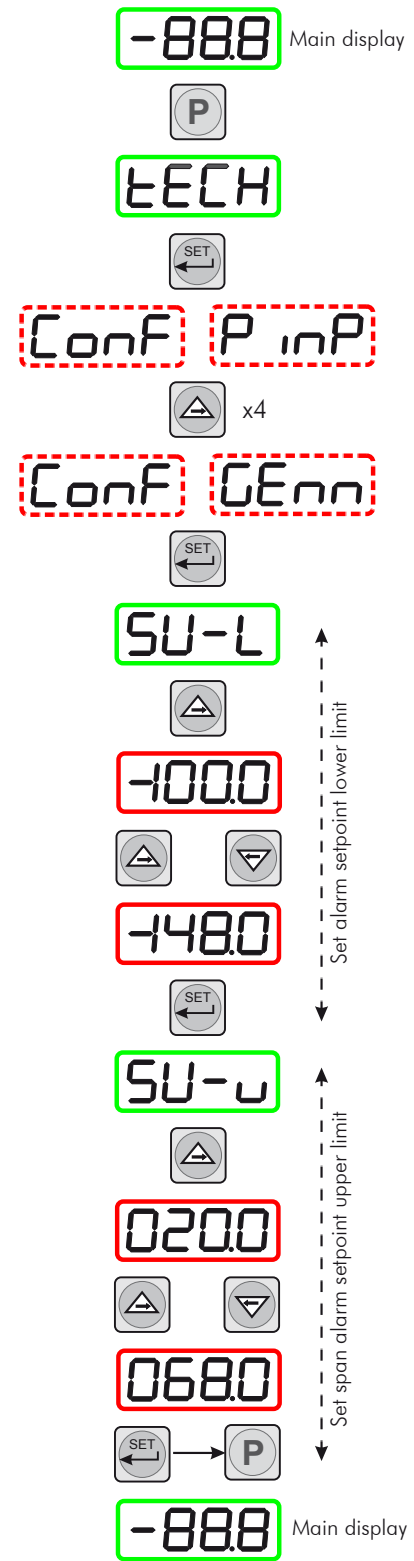 -88.8 Main display
P
tECH
SET
ConF P inP
x4
ConF GEnn
SET
SU-L
-100.0
-148.0
SET
Set alarm setpoint lower limit
SU-u
020.0
068.0
SET P
Set span alarm setpoint upper limit
-88.8 Main display